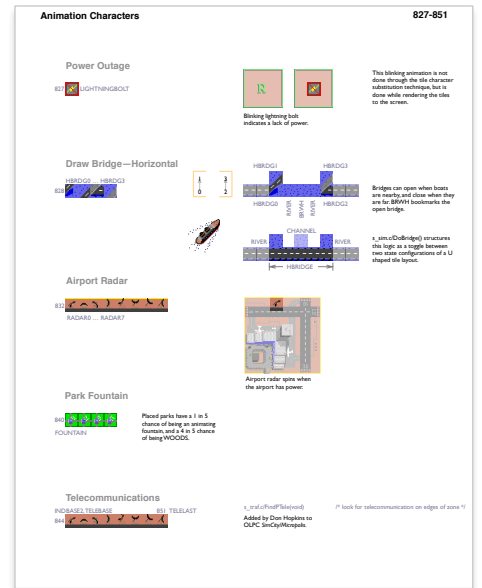 Animation Characters 827-851
Power Outage
827 LIGHTNINGBOLT
R
Blinking lightning bolt
indicates a lack of power.
This blinking animation is not
done through the tile character
substitution technique, but is
done while rendering the tiles
to the screen.
Draw Bridge—Horizontal
HBRDG0 … HBRDG3
828
1 3
0 2
HBRDG1 HBRDG3
HBRDG0 RIVER BRWH RIVER HBRDG2
Bridges can open when boats
are nearby, and close when they
are far. BRWH bookmarks the
open bridge.
CHANNEL
RIVER RIVER
HBRIDGE
s_sim.c/DoBridge() structures
this logic as a toggle between
two state configurations of a U
shaped tile layout.
Airport Radar
832
RADAR0 … RADAR7
Airport radar spins when
the airport has power.
Park Fountain
840
FOUNTAIN
Placed parks have a 1 in 5
chance of being an animating
fountain, and a 4 in 5 chance
of being WOODS.
Telecommunications
INDBASE2, TELEBASE 851 TELELAST
844
s_traf.c/FindPTele(void) /* look for telecommunication on edges of zone */
Added by Don Hopkins to
OLPC SimCity/Micropolis.